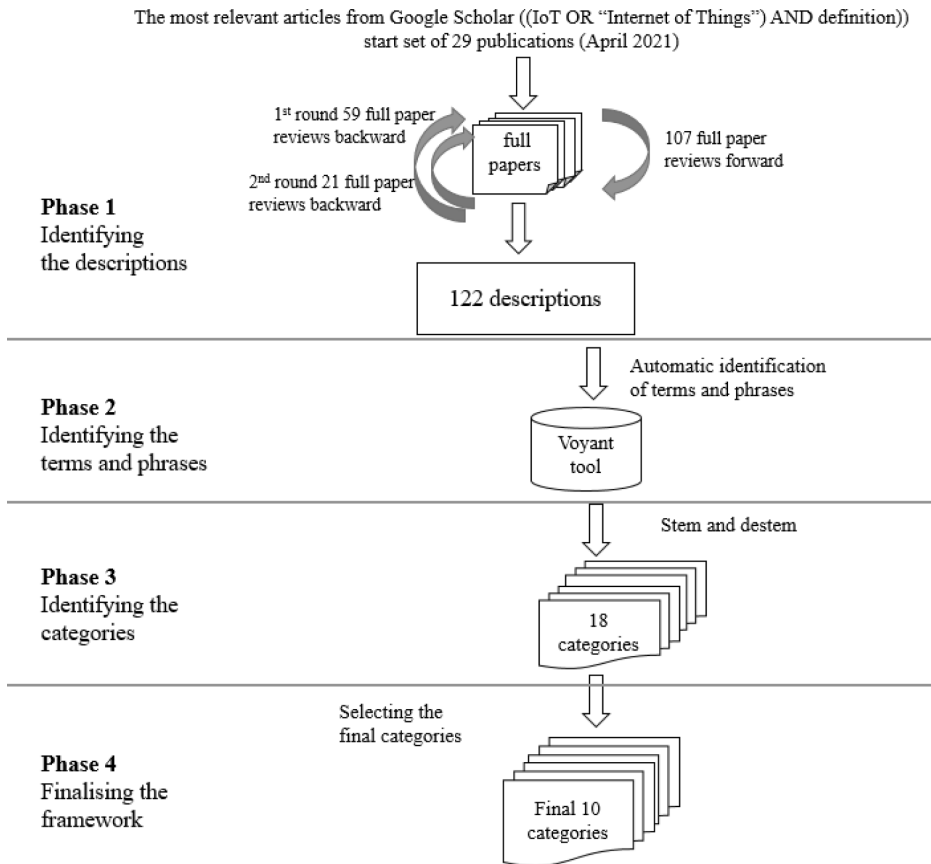 The most relevant articles from Google Scholar ((IoT OR “Internet of Things”) AND definition))
start set of 29 publications (April 2021)
1st round 59 full paper
reviews backward
full
papers
107 full paper
reviews forward
2nd round 21 full paper
reviews backward
Phase 1
Identifying
the descriptions
122 descriptions
Automatic identification
of terms and phrases
Phase 2
Identifying the
terms and phrases
Voyant
tool
Stem and destem
Phase 3
Identifying the
categories
18
categories
Selecting the
final categories
Phase 4
Finalising the
framework
Final 10
categories